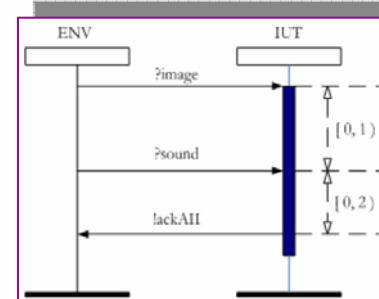 ENV IUT
?image
[ 0, 1 )
?sound
[ 0, 2 )
!ackAll